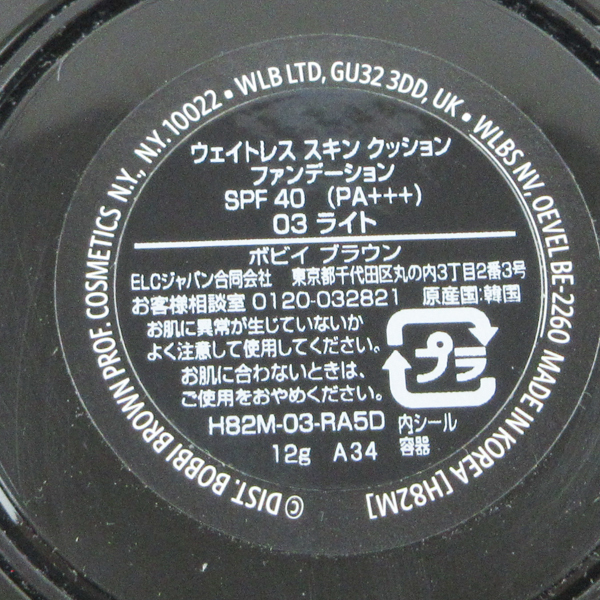 © DIST. BOBBI BROWN PROF. COSMETICS N.Y., N.Y. 10022 • WLB LTD, GU32 3DD, UK • WLBS NV, OEVEL BE-2260 MADE IN KOREA [H82M]
ウェイトレス スキン クッション
ファンデーション
SPF 40 (PA+++)
03 ライト
ボビイ ブラウン
ELCジャパン合同会社 東京都千代田区丸の内3丁目2番3号
お客様相談室 0120-032821 原産国:韓国
お肌に異常が生じていないか
よく注意して使用してください。
お肌に合わないときは、
ご使用をおやめください。
プラ
H82M-03-RA5D 内シール
容器
12g A34